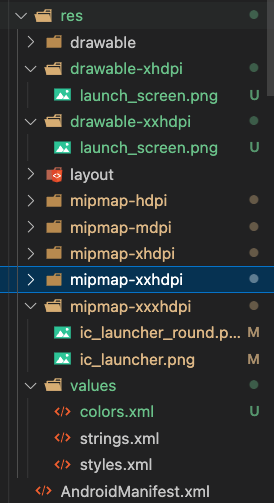 res
drawable
drawable-xhdpi
launch_screen.png U
drawable-xxhdpi
launch_screen.png U
layout
mipmap-hdpi
mipmap-mdpi
mipmap-xhdpi
mipmap-xxhdpi
mipmap-xxxhdpi
ic_launcher_round.p... M
ic_launcher.png M
values
colors.xml U
strings.xml
styles.xml
AndroidManifest.xml